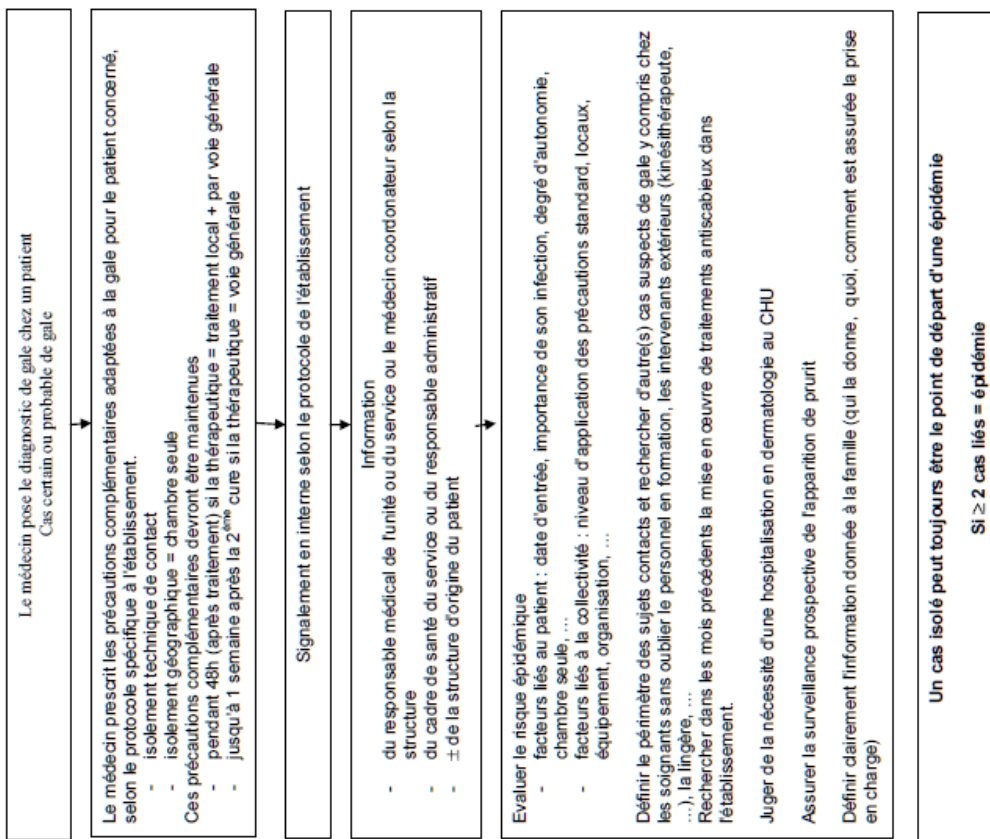 Le médecin pose le diagnostic de gale chez un patient
Cas certain ou probable de gale
Le médecin prescrit les précautions complémentaires adaptées à la gale pour le patient concerné,
selon le protocole spécifique à l'établissement.
- isolement technique de contact
- isolement géographique = chambre seule
Ces précautions complémentaires devront être maintenues
- pendant 48h (après traitement) si la thérapeutique = traitement local + par voie générale
- jusqu'à 1 semaine après la 2ème cure si la thérapeutique = voie générale
Signalement en interne selon le protocole de l'établissement
Information
- du responsable médical de l'unité ou du service ou le médecin coordonateur selon la
structure
- du cadre de santé du service ou du responsable administratif
- ± de la structure d'origine du patient
Evaluer le risque épidémique
- facteurs liés au patient : date d'entrée, importance de son infection, degré d'autonomie,
chambre seule, …
- facteurs liés à la collectivité : niveau d'application des précautions standard, locaux,
équipement, organisation, …
Définir le périmètre des sujets contacts et rechercher d'autre(s) cas suspects de gale y compris chez
les soignants sans oublier le personnel en formation, les intervenants extérieurs (kinésithérapeute,
…), la lingère, …
Rechercher dans les mois précédents la mise en œuvre de traitements antiscabieux dans
l'établissement.
Juger de la nécessité d'une hospitalisation en dermatologie au CHU
Assurer la surveillance prospective de l'apparition de prurit
Définir clairement l'information donnée à la famille (qui la donne, quoi, comment est assurée la prise
en charge)
Un cas isolé peut toujours être le point de départ d'une épidémie
Si ≥ 2 cas liés = épidémie